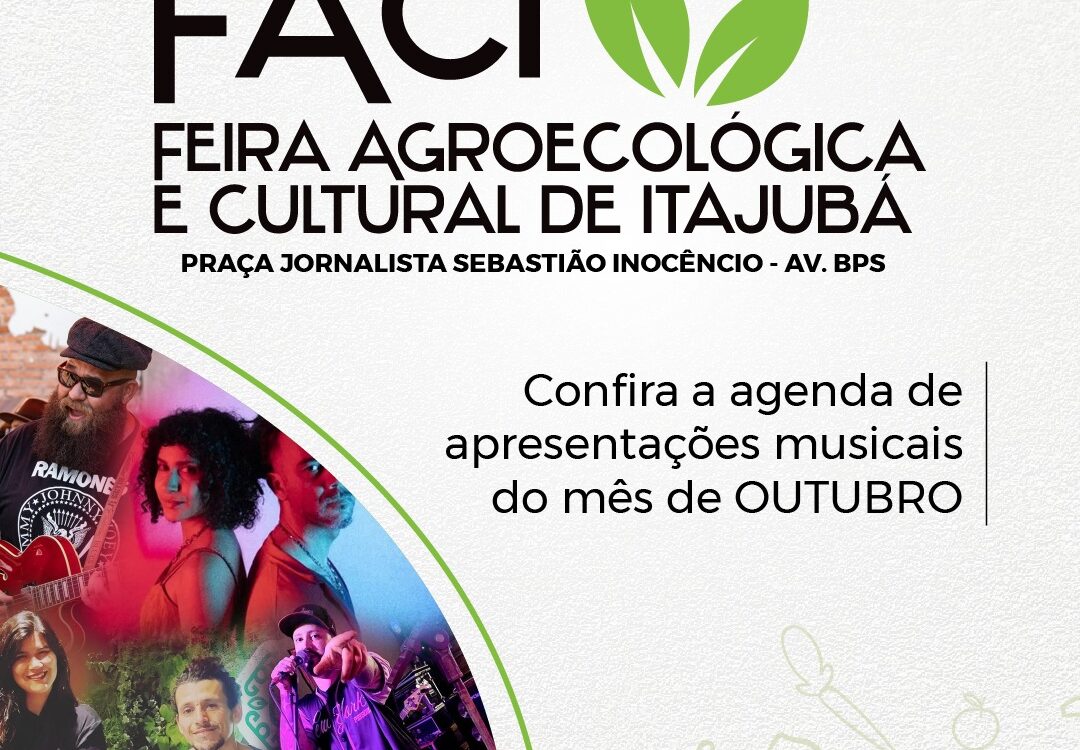 FACI
FEIRA AGROECOLÓGICA
E CULTURAL DE ITAJUBÁ
PRAÇA JORNALISTA SEBASTIÃO INOCÊNCIO - AV. BPS
Confira a agenda de
apresentações musicais
do mês de OUTUBRO
RAMONE
JOHNNY